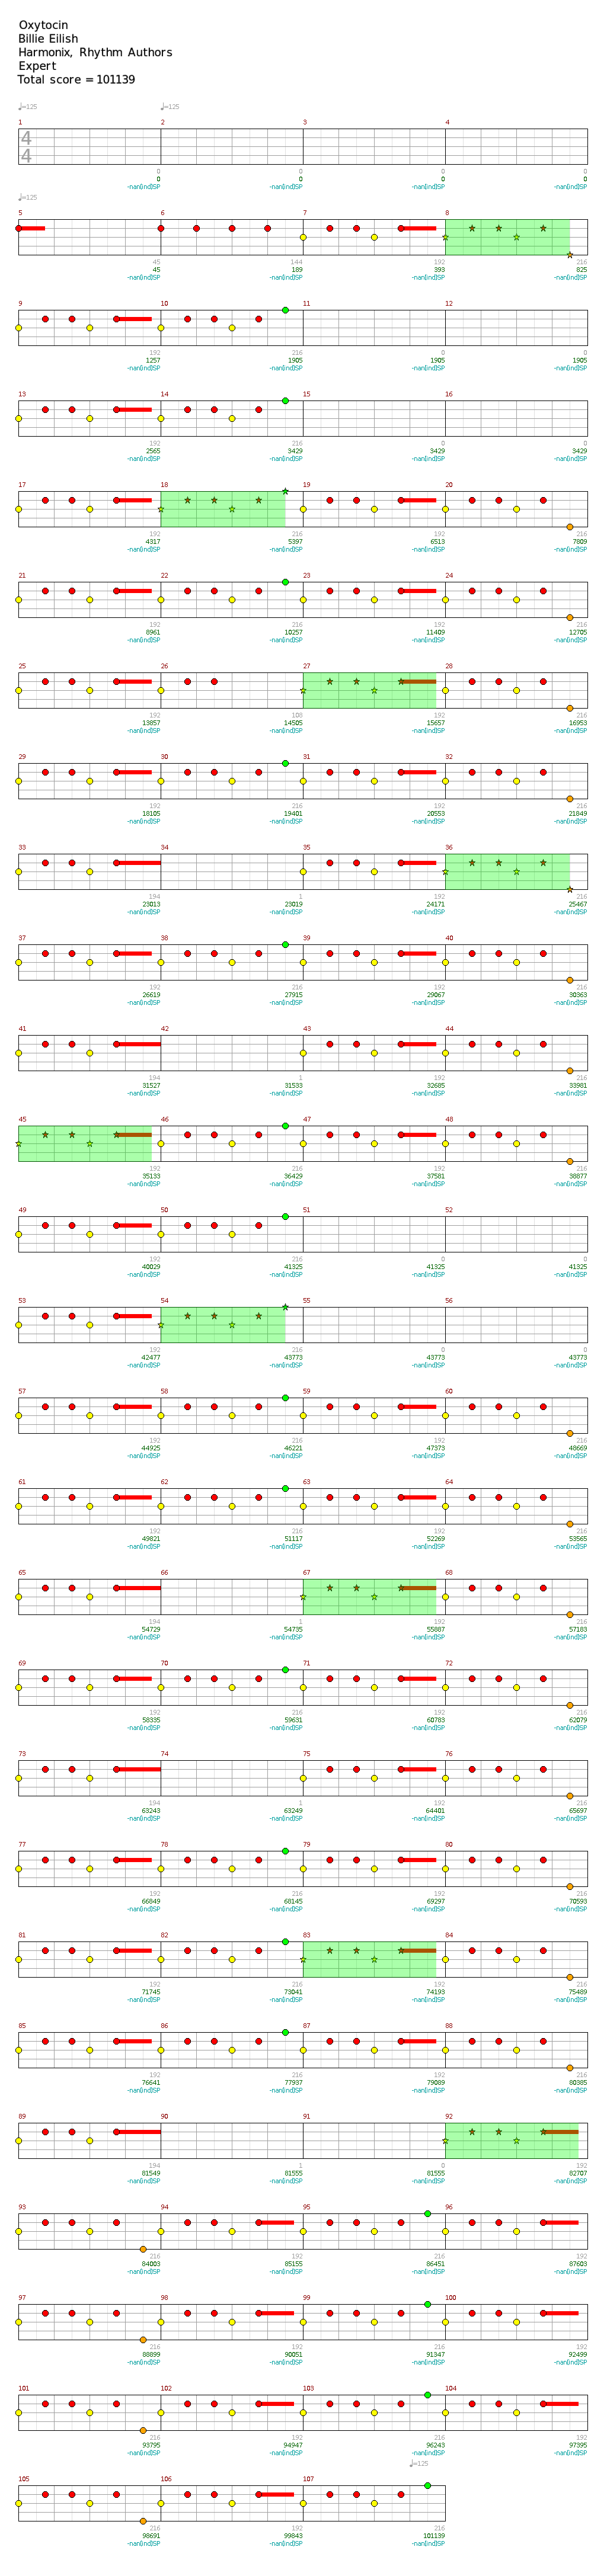 Oxytocin
Billie Eilish
Harmonix, Rhythm Authors
Expert
Total score = 101139
♩=125 ♩=125
1 2 3 4
4
4
0 0 0 0
0 0 0 0
-nan(ind)SP -nan(ind)SP -nan(ind)SP -nan(ind)SP
♩=125
5 6 7 8
45 144 192 216
45 189 393 825
-nan(ind)SP -nan(ind)SP -nan(ind)SP -nan(ind)SP
9 10 11 12
192 216 0 0
1257 1905 1905 1905
-nan(ind)SP -nan(ind)SP -nan(ind)SP -nan(ind)SP
13 14 15 16
192 216 0 0
2565 3429 3429 3429
-nan(ind)SP -nan(ind)SP -nan(ind)SP -nan(ind)SP
17 18 19 20
192 216 192 216
4317 5397 6513 7809
-nan(ind)SP -nan(ind)SP -nan(ind)SP -nan(ind)SP
21 22 23 24
192 216 192 216
8961 10257 11409 12705
-nan(ind)SP -nan(ind)SP -nan(ind)SP -nan(ind)SP
25 26 27 28
192 108 192 216
13857 14505 15657 16953
-nan(ind)SP -nan(ind)SP -nan(ind)SP -nan(ind)SP
29 30 31 32
192 216 192 216
18105 19401 20553 21849
-nan(ind)SP -nan(ind)SP -nan(ind)SP -nan(ind)SP
33 34 35 36
194 1 192 216
23013 23019 24171 25467
-nan(ind)SP -nan(ind)SP -nan(ind)SP -nan(ind)SP
37 38 39 40
192 216 192 216
26619 27915 29067 30363
-nan(ind)SP -nan(ind)SP -nan(ind)SP -nan(ind)SP
41 42 43 44
194 1 192 216
31527 31533 32685 33981
-nan(ind)SP -nan(ind)SP -nan(ind)SP -nan(ind)SP
45 46 47 48
192 216 192 216
35133 36429 37581 38877
-nan(ind)SP -nan(ind)SP -nan(ind)SP -nan(ind)SP
49 50 51 52
192 216 0 0
40029 41325 41325 41325
-nan(ind)SP -nan(ind)SP -nan(ind)SP -nan(ind)SP
53 54 55 56
192 216 0 0
42477 43773 43773 43773
-nan(ind)SP -nan(ind)SP -nan(ind)SP -nan(ind)SP
57 58 59 60
192 216 192 216
44925 46221 47373 48669
-nan(ind)SP -nan(ind)SP -nan(ind)SP -nan(ind)SP
61 62 63 64
192 216 192 216
49821 51117 52269 53565
-nan(ind)SP -nan(ind)SP -nan(ind)SP -nan(ind)SP
65 66 67 68
194 1 192 216
54729 54735 55887 57183
-nan(ind)SP -nan(ind)SP -nan(ind)SP -nan(ind)SP
69 70 71 72
192 216 192 216
58335 59631 60783 62079
-nan(ind)SP -nan(ind)SP -nan(ind)SP -nan(ind)SP
73 74 75 76
194 1 192 216
63243 63249 64401 65697
-nan(ind)SP -nan(ind)SP -nan(ind)SP -nan(ind)SP
77 78 79 80
192 216 192 216
66849 68145 69297 70593
-nan(ind)SP -nan(ind)SP -nan(ind)SP -nan(ind)SP
81 82 83 84
192 216 192 216
71745 73041 74193 75489
-nan(ind)SP -nan(ind)SP -nan(ind)SP -nan(ind)SP
85 86 87 88
192 216 192 216
76641 77937 79089 80385
-nan(ind)SP -nan(ind)SP -nan(ind)SP -nan(ind)SP
89 90 91 92
194 1 0 192
81549 81555 81555 82707
-nan(ind)SP -nan(ind)SP -nan(ind)SP -nan(ind)SP
93 94 95 96
216 192 216 192
84003 85155 86451 87603
-nan(ind)SP -nan(ind)SP -nan(ind)SP -nan(ind)SP
97 98 99 100
216 192 216 192
88899 90051 91347 92499
-nan(ind)SP -nan(ind)SP -nan(ind)SP -nan(ind)SP
101 102 103 104
216 192 216 192
93795 94947 96243 97395
-nan(ind)SP -nan(ind)SP -nan(ind)SP -nan(ind)SP
♩=125
105 106 107
216 192 216
98691 99843 101139
-nan(ind)SP -nan(ind)SP -nan(ind)SP